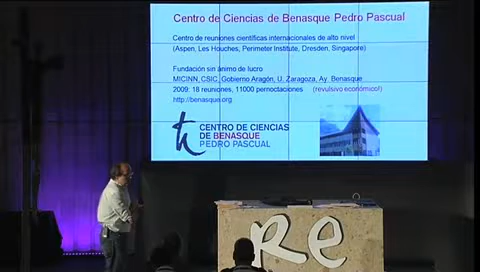 Centro de Ciencias de Benasque Pedro Pascual
Centro de reuniones científicas internacionales de alto nivel
(Aspen, Les Houches, Perimeter Institute, Dresden, Singapore)
Fundación sin ánimo de lucro
MICINN, CSIC, Gobierno Aragón, U. Zaragoza, Ay. Benasque
2009: 18 reuniones, 11000 pernoctaciones (revulsivo económico!)
http://benasque.org
CENTRO DE CIENCIAS
DE BENASQUE
PEDRO PASCUAL
Re